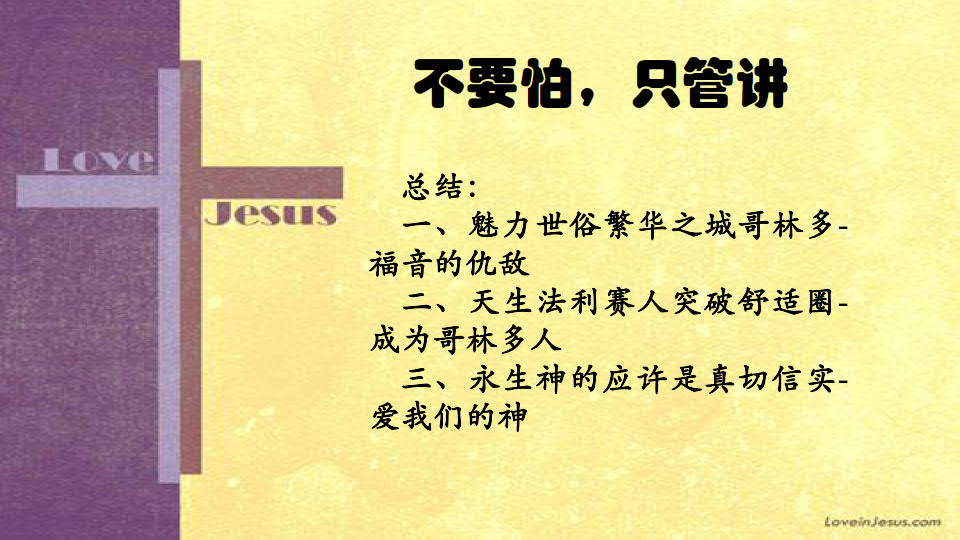 不要怕，只管讲
Love
Jesus
总结：
一、魅力世俗繁华之城哥林多-
福音的仇敌
二、天生法利赛人突破舒适圈-
成为哥林多人
三、永生神的应许是真切信实-
爱我们的神
LoveinJesus.com